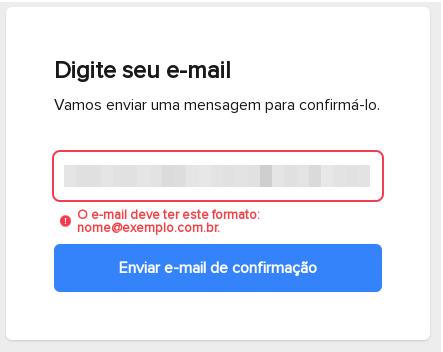 Digite seu e-mail
Vamos enviar uma mensagem para confirmá-lo.
O e-mail deve ter este formato:
nome@exemplo.com.br.
Enviar e-mail de confirmação